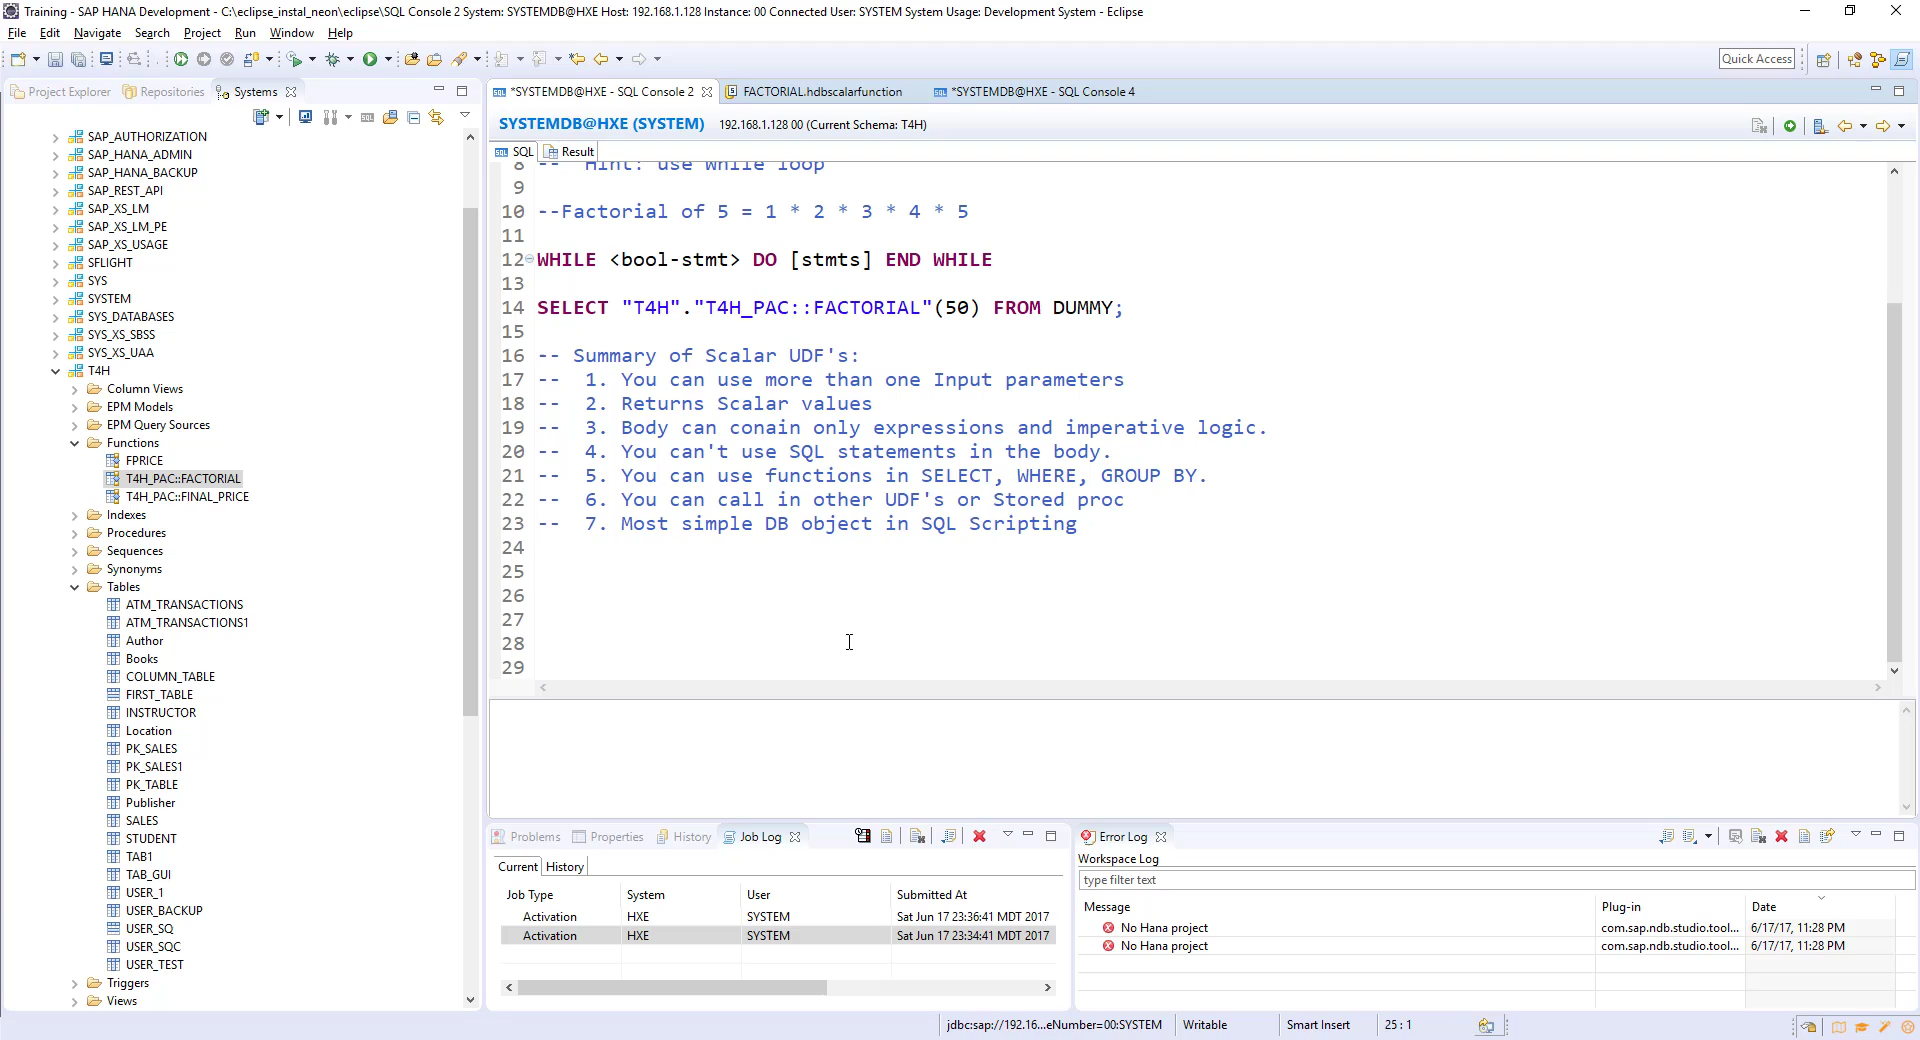 Training - SAP HANA Development - C:\eclipse_instal_neon\eclipse\SQL Console 2 System: SYSTEMDB@HXE Host: 192.168.1.128 Instance: 00 Connected User: SYSTEM System Usage: Development System - Eclipse
File Edit Navigate Search Project Run Window Help
Quick Access
Project Explorer Repositories Systems
SAP_AUTHORIZATION
SAP_HANA_ADMIN
SAP_HANA_BACKUP
SAP_REST_API
SAP_XS_LM
SAP_XS_LM_PE
SAP_XS_USAGE
SFLIGHT
SYS
SYSTEM
SYS_DATABASES
SYS_XS_SBSS
SYS_XS_UAA
T4H
Column Views
EPM Models
EPM Query Sources
Functions
FPRICE
T4H_PAC::FACTORIAL
T4H_PAC::FINAL_PRICE
Indexes
Procedures
Sequences
Synonyms
Tables
ATM_TRANSACTIONS
ATM_TRANSACTIONS1
Author
Books
COLUMN_TABLE
FIRST_TABLE
INSTRUCTOR
Location
PK_SALES
PK_SALES1
PK_TABLE
Publisher
SALES
STUDENT
TAB1
TAB_GUI
USER_1
USER_BACKUP
USER_SQ
USER_SQC
USER_TEST
Triggers
Views
*SYSTEMDB@HXE - SQL Console 2 FACTORIAL.hdbscalarfunction *SYSTEMDB@HXE - SQL Console 4
SYSTEMDB@HXE (SYSTEM) 192.168.1.128 00 (Current Schema: T4H)
SQL Result
8 -- Hint: use While loop
9
10 --Factorial of 5 = 1 * 2 * 3 * 4 * 5
11
12 WHILE <bool-stmt> DO [stmts] END WHILE
13
14 SELECT "T4H"."T4H_PAC::FACTORIAL"(50) FROM DUMMY;
15
16 -- Summary of Scalar UDF's:
17 -- 1. You can use more than one Input parameters
18 -- 2. Returns Scalar values
19 -- 3. Body can conain only expressions and imperative logic.
20 -- 4. You can't use SQL statements in the body.
21 -- 5. You can use functions in SELECT, WHERE, GROUP BY.
22 -- 6. You can call in other UDF's or Stored proc
23 -- 7. Most simple DB object in SQL Scripting
24
25
26
27
28
29
Problems Properties History Job Log
Current History
Job Type System User Submitted At
Activation HXE SYSTEM Sat Jun 17 23:36:41 MDT 2017
Activation HXE SYSTEM Sat Jun 17 23:34:41 MDT 2017
Error Log
Workspace Log
type filter text
Message Plug-in Date
No Hana project com.sap.ndb.studio.tool... 6/17/17, 11:28 PM
No Hana project com.sap.ndb.studio.tool... 6/17/17, 11:28 PM
jdbc:sap://192.16...eNumber=00:SYSTEM Writable Smart Insert 25 : 1